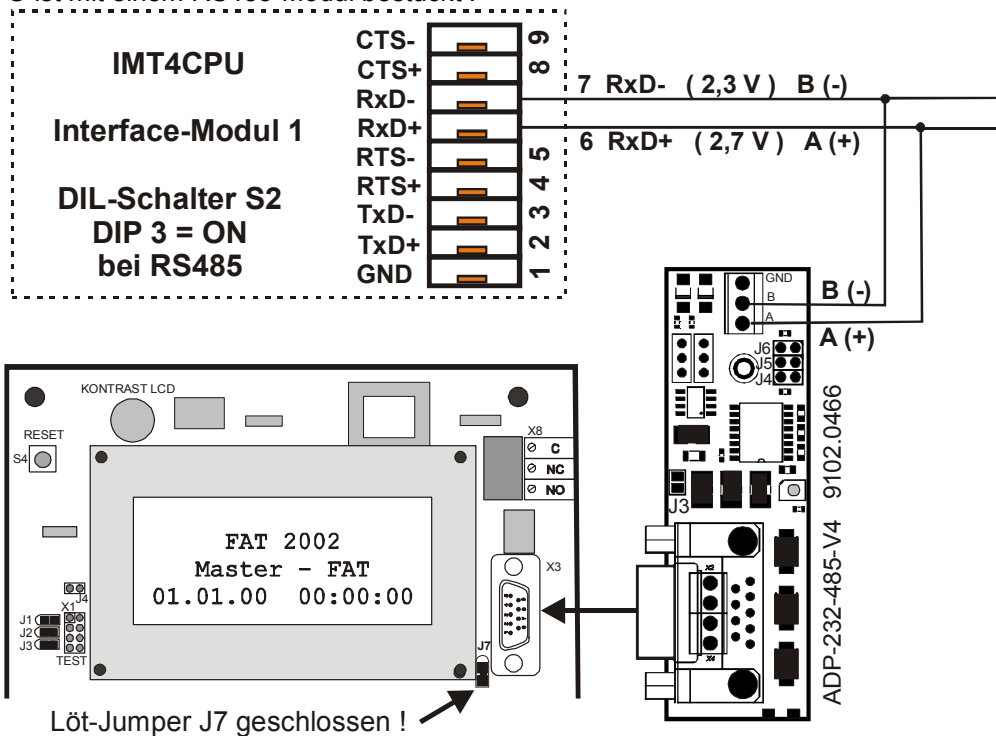 IMT4CPU
Interface-Modul 1
DIL-Schalter S2
DIP 3 = ON
bei RS485
CTS- 9
CTS+ 8
RxD-
RxD+
RTS- 5
RTS+ 4
TxD- 3
TxD+ 2
GND 1
7 RxD- ( 2,3 V ) B (-)
6 RxD+ ( 2,7 V ) A (+)
GND
B
A
B (-)
A (+)
J6
J5
J4
J3
X2
X4
ADP-232-485-V4 9102.0466
KONTRAST LCD
RESET
S4
X8
C
NC
NO
FAT 2002
Master - FAT
01.01.00 00:00:00
X3
J4
X1
J1
J2
J3
TEST
J7
Löt-Jumper J7 geschlossen !